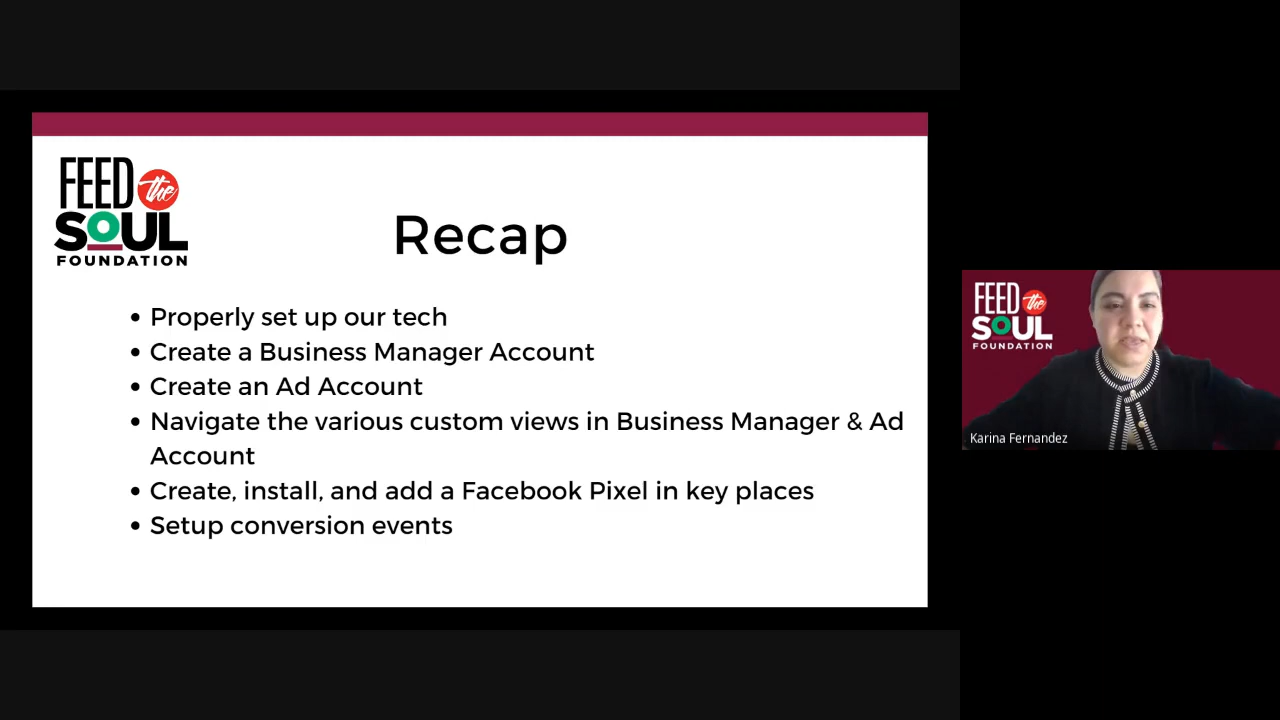 FEED the
SOUL
FOUNDATION
Recap
• Properly set up our tech
• Create a Business Manager Account
• Create an Ad Account
• Navigate the various custom views in Business Manager & Ad
Account
• Create, install, and add a Facebook Pixel in key places
• Setup conversion events
FEED the
SOUL
FOUNDATION
Karina Fernandez